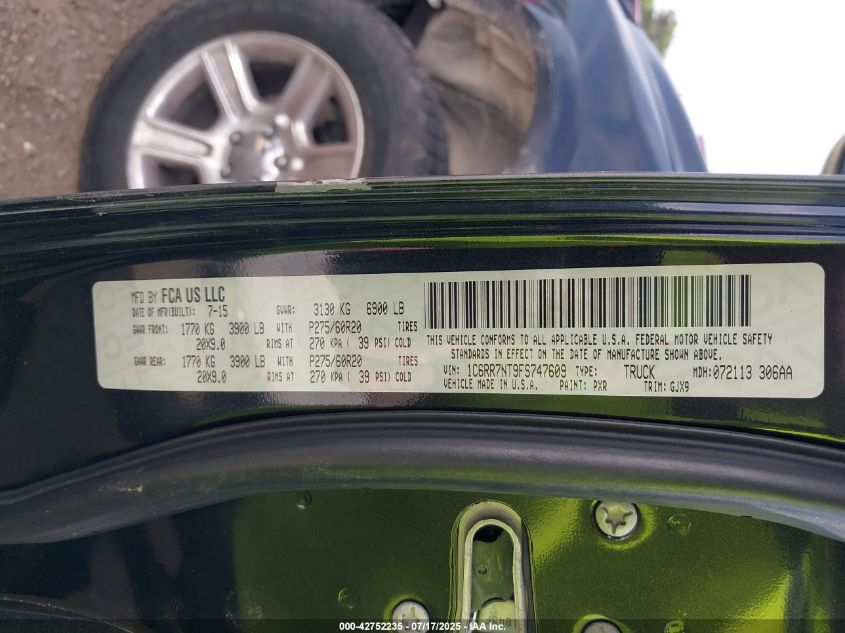 MFD BY FCA US LLC
DATE OF MFR(BUILT): 7-15 GVWR: 3130 KG 6900 LB
GAWR FRONT: 1770 KG 3900 LB WITH P275/60R20 TIRES
20X9.0 RIMS AT 270 KPA ( 39 PSI) COLD
GAWR REAR: 1770 KG 3900 LB WITH P275/60R20 TIRES
20X9.0 RIMS AT 270 KPA ( 39 PSI) COLD
THIS VEHICLE CONFORMS TO ALL APPLICABLE U.S.A. FEDERAL MOTOR VEHICLE SAFETY
STANDARDS IN EFFECT ON THE DATE OF MANUFACTURE SHOWN ABOVE.
VIN: 1C6RR7NT9FS747609 TYPE: TRUCK MDH: 072113 306AA
MADE IN U.S.A. PAINT: PXR TRIM: GJX9
000-42752235 - 07/17/2025 - IAA Inc.